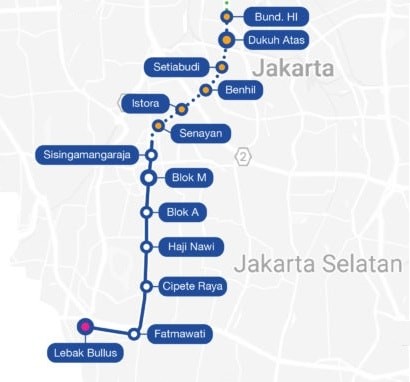 Bund. HI
Dukuh Atas
Setiabudi
Jakarta
Benhil
Istora
Senayan
Sisingamangaraja
2
Blok M
Blok A
Haji Nawi
Jakarta Selatan
Cipete Raya
Fatmawati
Lebak Bullus